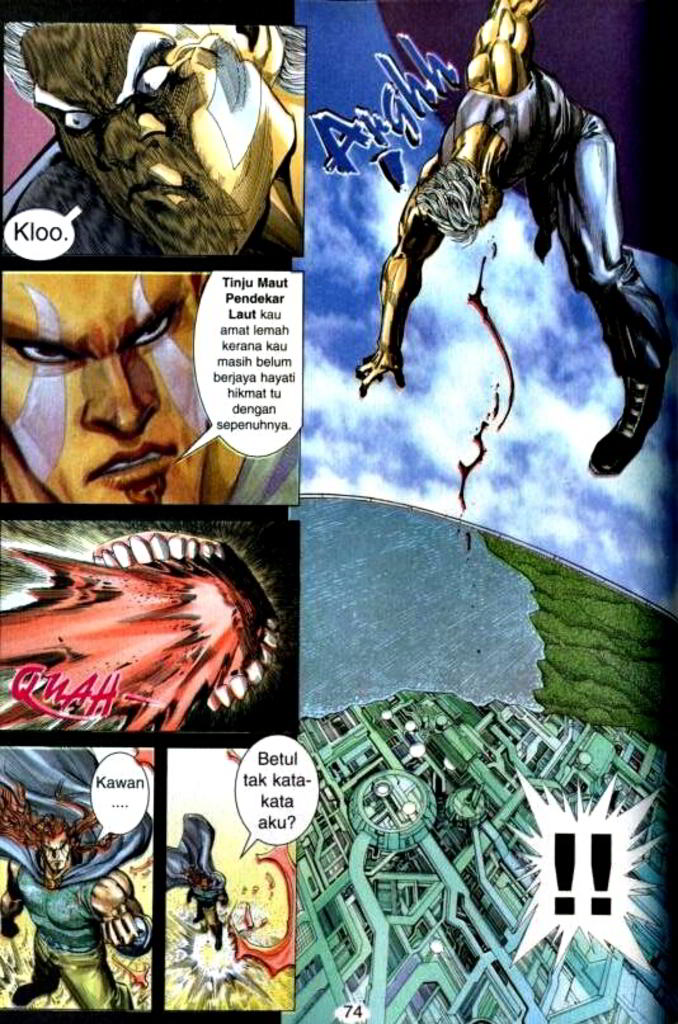 Kloo.
Tinju Maut
Pendekar
Laut kau
amat lemah
kerana kau
masih belum
berjaya hayati
hikmat tu
dengan
sepenuhnya.
QUAH
Kawan
....
Betul
tak kata-
kata
aku?
Arghh
!!
74